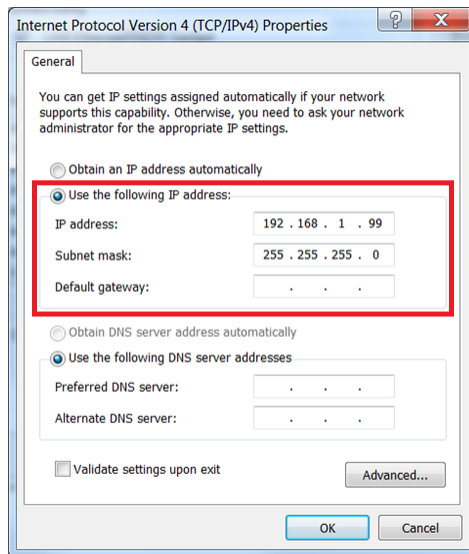 Internet Protocol Version 4 (TCP/IPv4) Properties
General
You can get IP settings assigned automatically if your network
supports this capability. Otherwise, you need to ask your network
administrator for the appropriate IP settings.
Obtain an IP address automatically
Use the following IP address:
IP address: 192 . 168 . 1 . 99
Subnet mask: 255 . 255 . 255 . 0
Default gateway: . . .
Obtain DNS server address automatically
Use the following DNS server addresses
Preferred DNS server: . . .
Alternate DNS server: . . .
Validate settings upon exit
Advanced...
OK Cancel